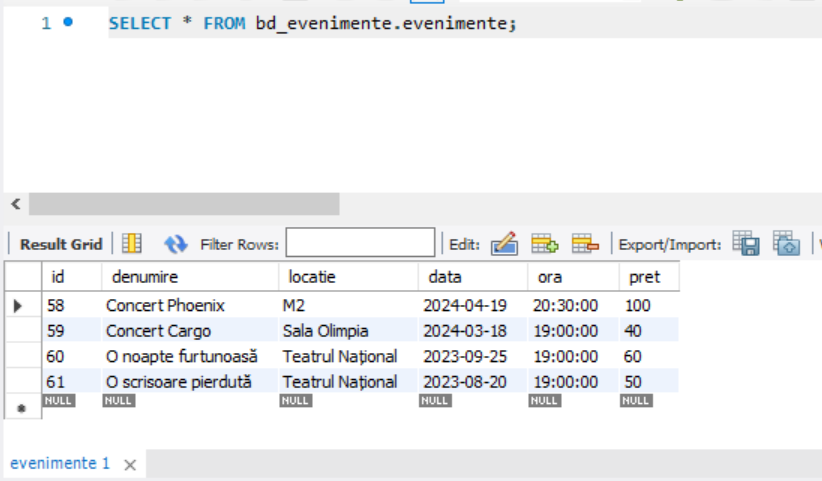 1 SELECT * FROM bd_evenimente.evenimente;
Result Grid Filter Rows: Edit: Export/Import:
id denumire locatie data ora pret
58 Concert Phoenix M2 2024-04-19 20:30:00 100
59 Concert Cargo Sala Olimpia 2024-03-18 19:00:00 40
60 O noapte furtunoasă Teatrul Național 2023-09-25 19:00:00 60
61 O scrisoare pierdută Teatrul Național 2023-08-20 19:00:00 50
NULL NULL NULL NULL NULL NULL
evenimente 1